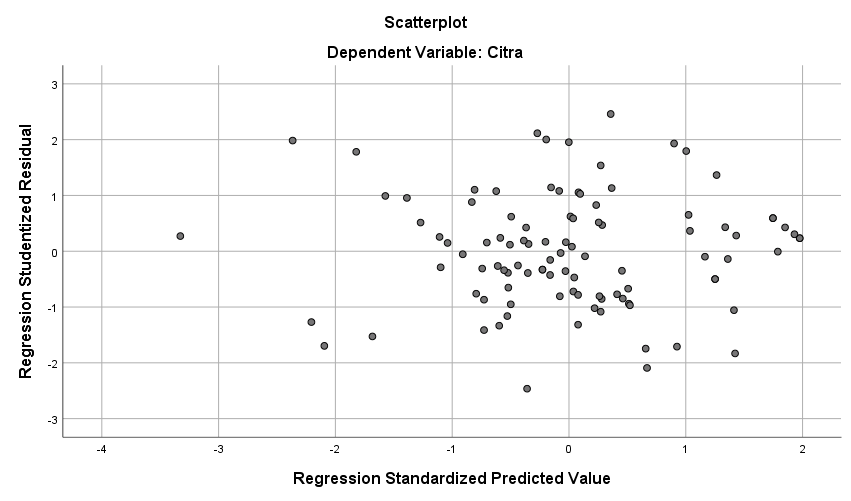 Scatterplot
Dependent Variable: Citra
Regression Studentized Residual
3
2
1
0
-1
-2
-3
-4 -3 -2 -1 0 1 2
Regression Standardized Predicted Value